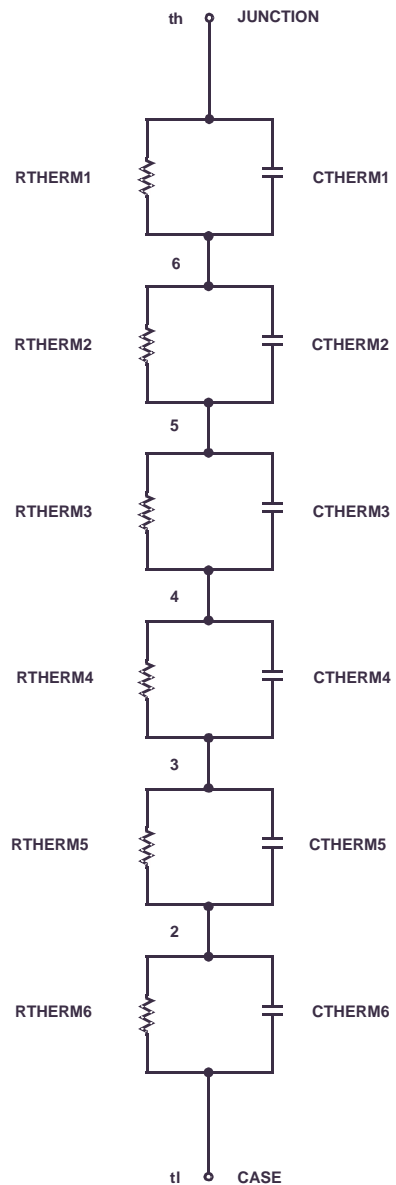 th JUNCTION
RTHERM1 CTHERM1
6
RTHERM2 CTHERM2
5
RTHERM3 CTHERM3
4
RTHERM4 CTHERM4
3
RTHERM5 CTHERM5
2
RTHERM6 CTHERM6
tl CASE